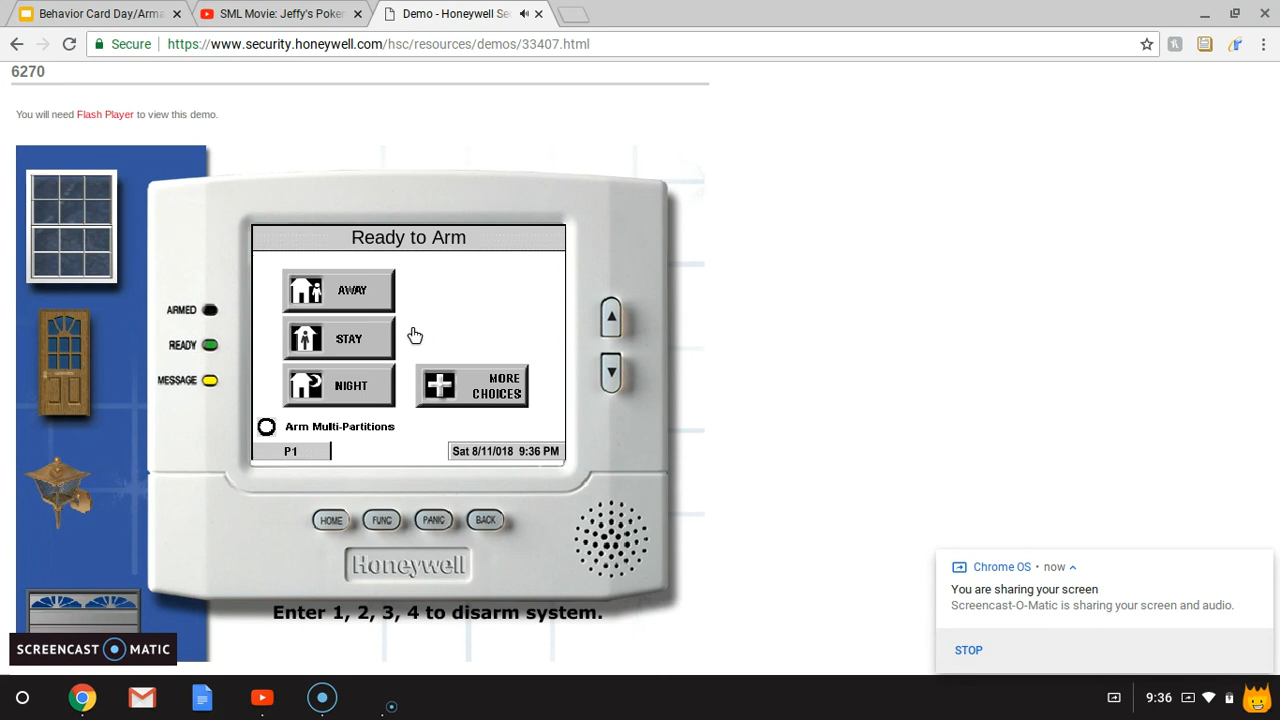 Behavior Card Day/Arma
SML Movie: Jeffy's Poker
Demo - Honeywell Se
Secure
https://www.security.honeywell.com/hsc/resources/demos/33407.html
6270
You will need Flash Player to view this demo.
Ready to Arm
AWAY
STAY
NIGHT
MORE
CHOICES
Arm Multi-Partitions
P1
Sat 8/11/018 9:36 PM
ARMED
READY
MESSAGE
HOME
FUNC
PANIC
BACK
Honeywell
Enter 1, 2, 3, 4 to disarm system.
SCREENCAST MATIC
Chrome OS • now
You are sharing your screen
Screencast-O-Matic is sharing your screen and audio.
STOP
9:36